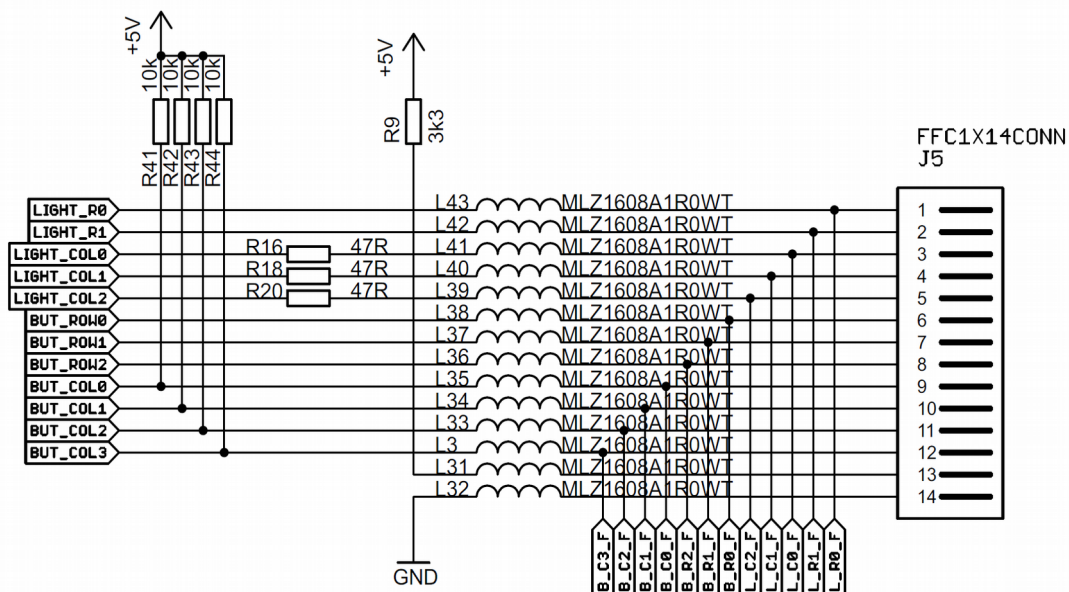 +5V
10k
10k
10k
10k
R41
R42
R43
R44
+5V
R9
3k3
FFC1X14CONN
J5
LIGHT_R0 L43 MLZ1608A1R0WT 1
LIGHT_R1 L42 MLZ1608A1R0WT 2
LIGHT_COL0 R16 47R L41 MLZ1608A1R0WT 3
LIGHT_COL1 R18 47R L40 MLZ1608A1R0WT 4
LIGHT_COL2 R20 47R L39 MLZ1608A1R0WT 5
BUT_ROW0 L38 MLZ1608A1R0WT 6
BUT_ROW1 L37 MLZ1608A1R0WT 7
BUT_ROW2 L36 MLZ1608A1R0WT 8
BUT_COL0 L35 MLZ1608A1R0WT 9
BUT_COL1 L34 MLZ1608A1R0WT 10
BUT_COL2 L33 MLZ1608A1R0WT 11
BUT_COL3 L3 MLZ1608A1R0WT 12
L31 MLZ1608A1R0WT 13
L32 MLZ1608A1R0WT 14
GND
B_C3_F
B_C2_F
B_C1_F
B_C0_F
B_R2_F
B_R1_F
B_R0_F
L_C2_F
L_C1_F
L_C0_F
L_R1_F
L_R0_F